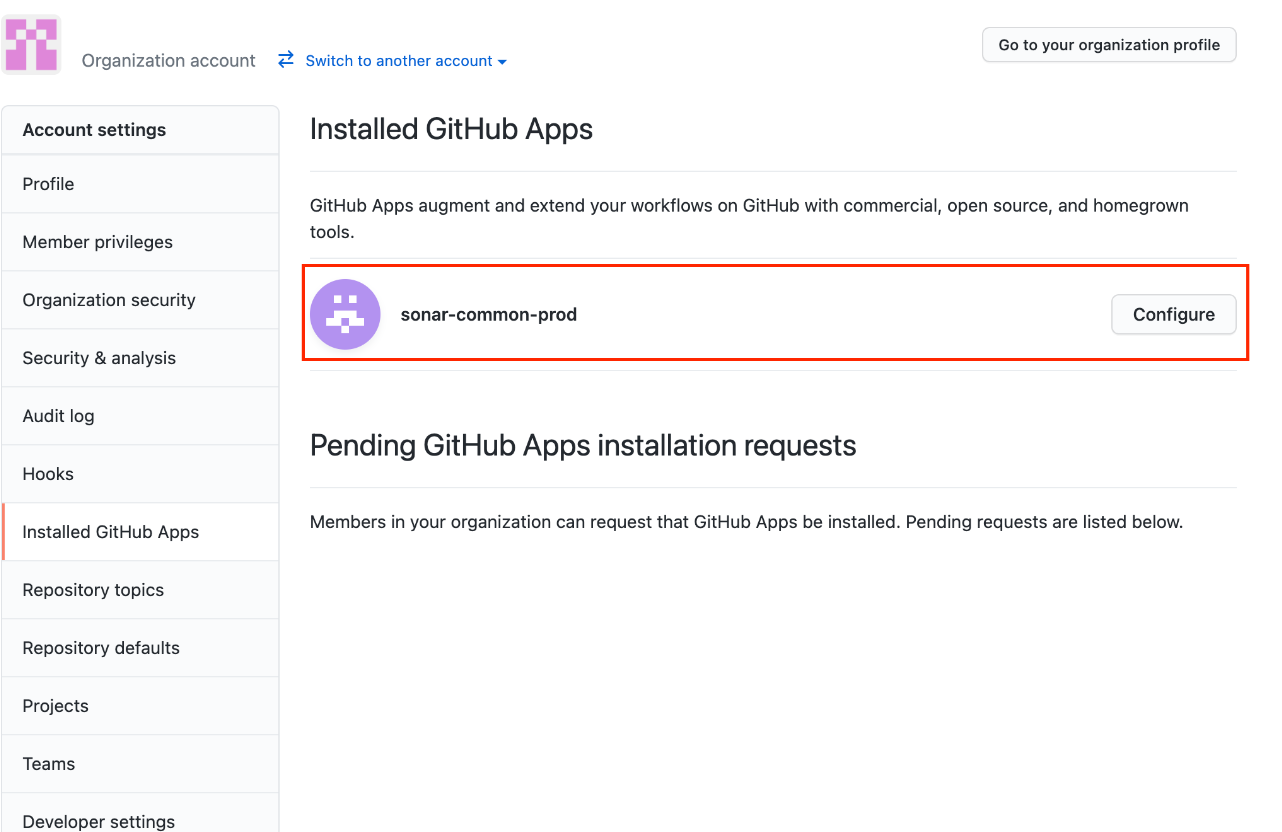 Organization account
Switch to another account
Go to your organization profile
Account settings
Profile
Member privileges
Organization security
Security & analysis
Audit log
Hooks
Installed GitHub Apps
Repository topics
Repository defaults
Projects
Teams
Developer settings
Installed GitHub Apps
GitHub Apps augment and extend your workflows on GitHub with commercial, open source, and homegrown
tools.
sonar-common-prod
Configure
Pending GitHub Apps installation requests
Members in your organization can request that GitHub Apps be installed. Pending requests are listed below.